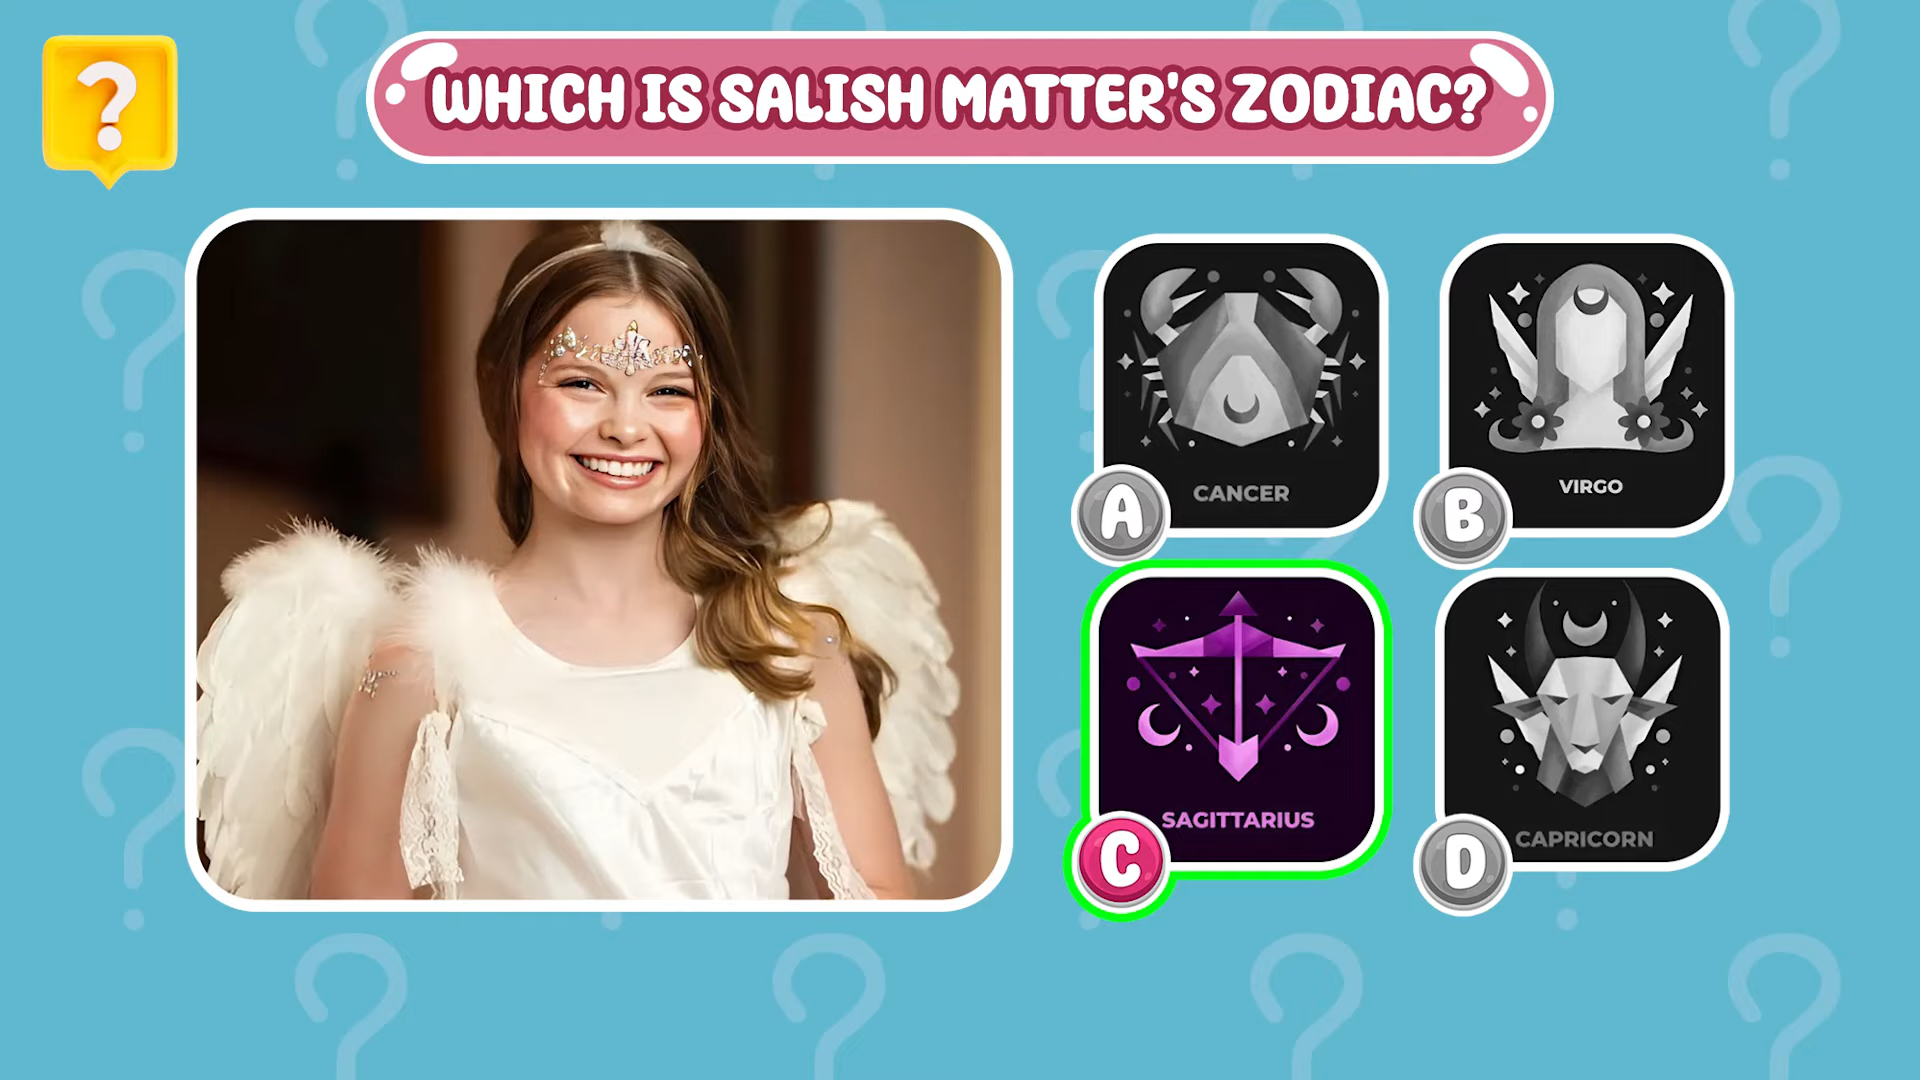 ?
WHICH IS SALISH MATTER'S ZODIAC?
CANCER
A
VIRGO
B
SAGITTARIUS
C
CAPRICORN
D